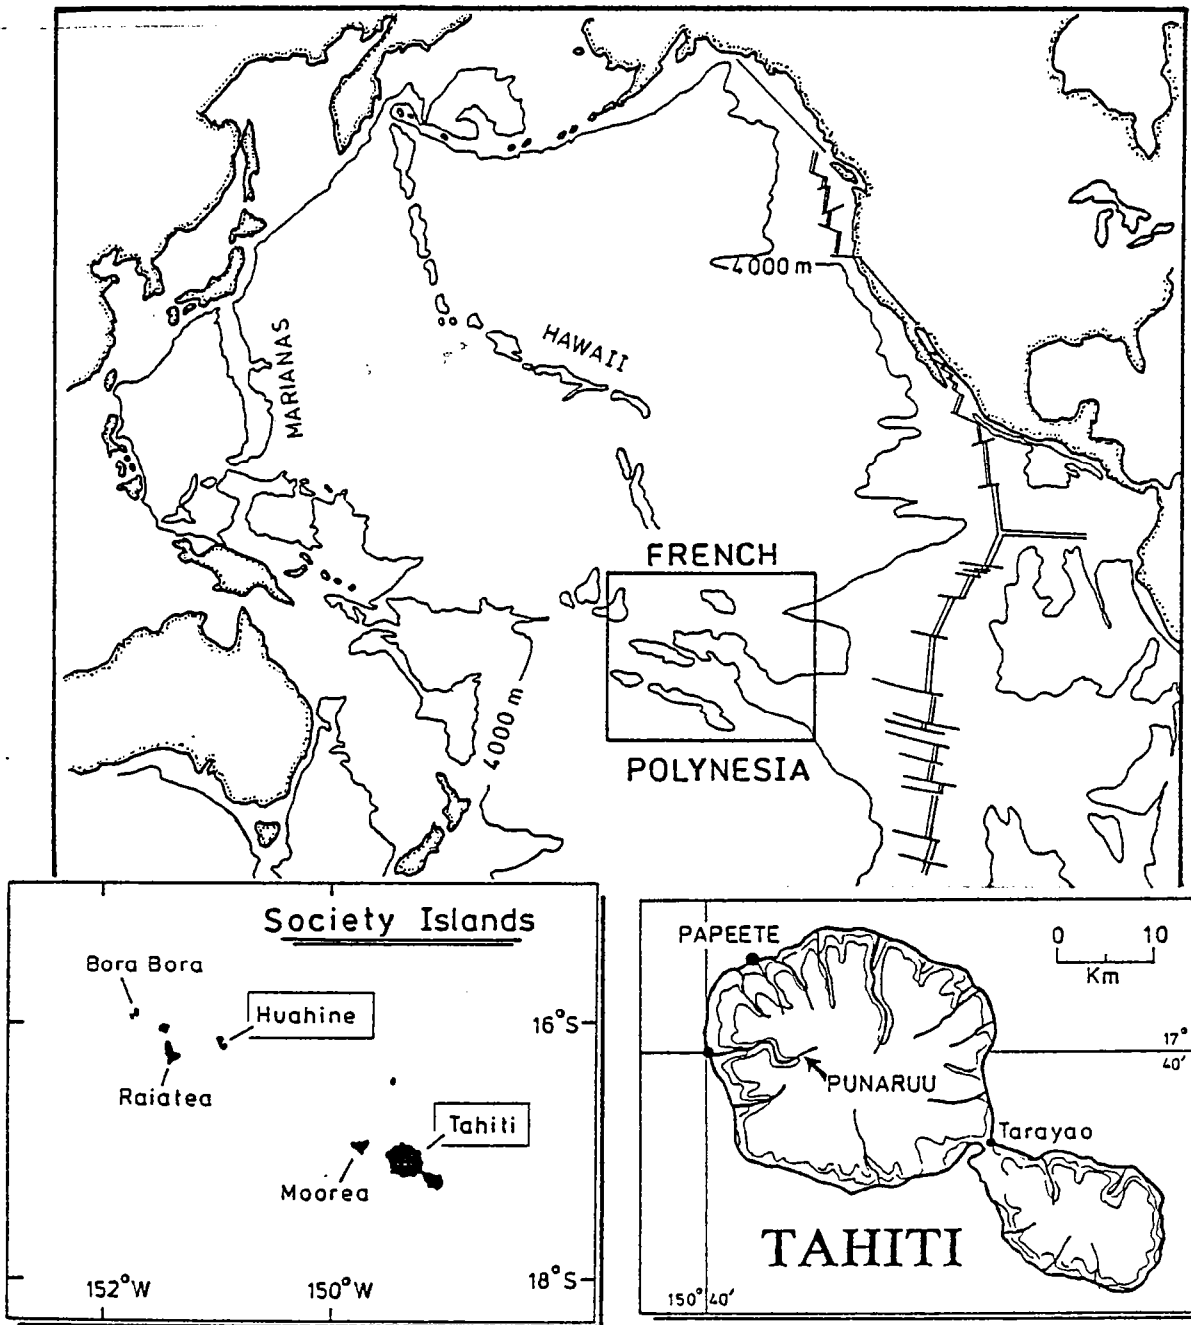 4000 m
HAWAII
MARIANAS
FRENCH
4000 m
POLYNESIA
Society Islands
Bora Bora
Huahine
16°S
Raiatea
Tahiti
Moorea
152°W
150°W
18°S
PAPEETE
0 10
Km
17°
40'
PUNARUU
Tarayao
TAHITI
150°40'